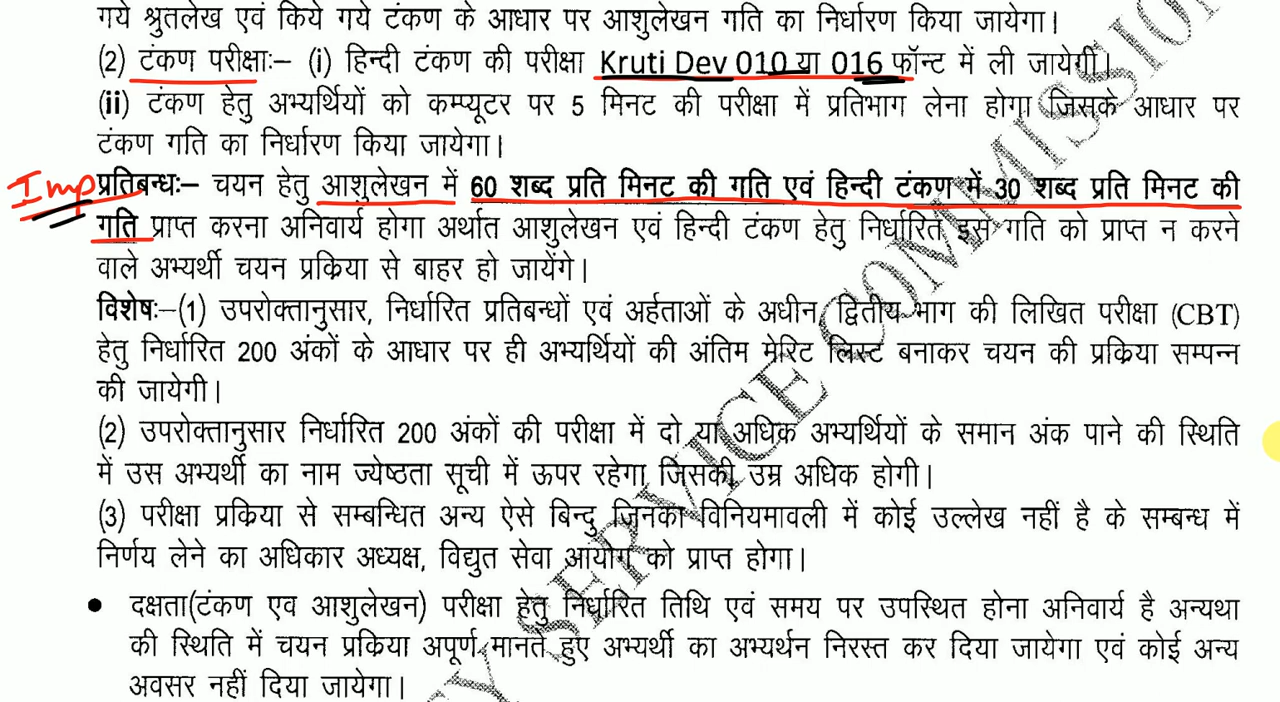 गये श्रुतलेख एवं किये गये टंकण के आधार पर आशुलेखन गति का निर्धारण किया जायेगा।
(2) टंकण परीक्षाः– (i) हिन्दी टंकण की परीक्षा Kruti Dev 010 या 016 फॉन्ट में ली जायेगी।
(ii) टंकण हेतु अभ्यर्थियों को कम्प्यूटर पर 5 मिनट की परीक्षा में प्रतिभाग लेना होगा जिसके आधार पर
टंकण गति का निर्धारण किया जायेगा।
Imp प्रतिबन्धः– चयन हेतु आशुलेखन में 60 शब्द प्रति मिनट की गति एवं हिन्दी टंकण में 30 शब्द प्रति मिनट की
गति प्राप्त करना अनिवार्य होगा अर्थात आशुलेखन एवं हिन्दी टंकण हेतु निर्धारित इस गति को प्राप्त न करने
वाले अभ्यर्थी चयन प्रक्रिया से बाहर हो जायेंगे।
विशेषः–(1) उपरोक्तानुसार, निर्धारित प्रतिबन्धों एवं अर्हताओं के अधीन द्वितीय भाग की लिखित परीक्षा (CBT)
हेतु निर्धारित 200 अंकों के आधार पर ही अभ्यर्थियों की अंतिम मेरिट लिस्ट बनाकर चयन की प्रक्रिया सम्पन्न
की जायेगी।
(2) उपरोक्तानुसार निर्धारित 200 अंकों की परीक्षा में दो या अधिक अभ्यर्थियों के समान अंक पाने की स्थिति
में उस अभ्यर्थी का नाम ज्येष्ठता सूची में ऊपर रहेगा जिसकी उम्र अधिक होगी।
(3) परीक्षा प्रक्रिया से सम्बन्धित अन्य ऐसे बिन्दु जिनका विनियमावली में कोई उल्लेख नहीं है के सम्बन्ध में
निर्णय लेने का अधिकार अध्यक्ष, विद्युत सेवा आयोग को प्राप्त होगा।
• दक्षता(टंकण एव आशुलेखन) परीक्षा हेतु निर्धारित तिथि एवं समय पर उपस्थित होना अनिवार्य है अन्यथा
की स्थिति में चयन प्रक्रिया अपूर्ण मानते हुए अभ्यर्थी का अभ्यर्थन निरस्त कर दिया जायेगा एवं कोई अन्य
अवसर नहीं दिया जायेगा।
SERVICE COMMISSION